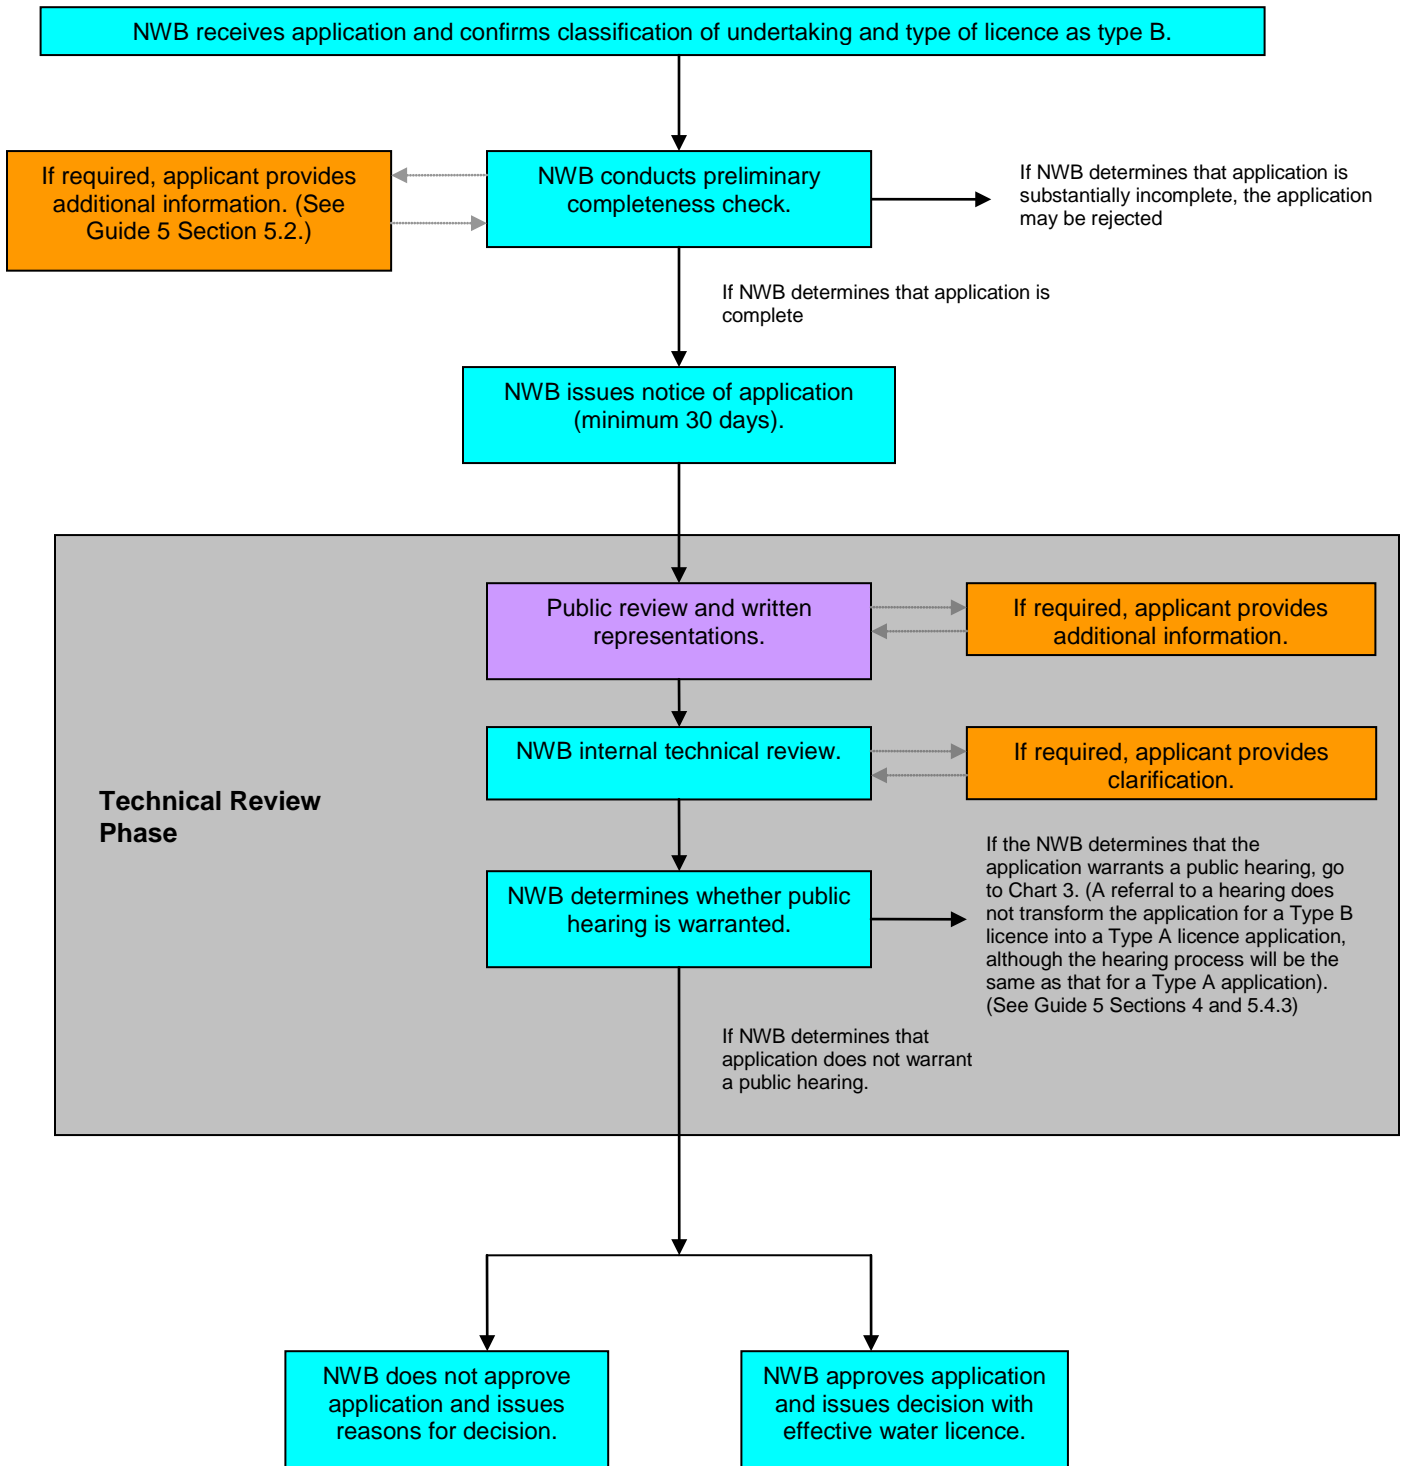 NWB receives application and confirms classification of undertaking and type of licence as type B.
If required, applicant provides
additional information. (See
Guide 5 Section 5.2.)
NWB conducts preliminary
completeness check.
If NWB determines that application is
substantially incomplete, the application
may be rejected
If NWB determines that application is
complete
NWB issues notice of application
(minimum 30 days).
Public review and written
representations.
If required, applicant provides
additional information.
NWB internal technical review.
If required, applicant provides
clarification.
Technical Review
Phase
NWB determines whether public
hearing is warranted.
If the NWB determines that the
application warrants a public hearing, go
to Chart 3. (A referral to a hearing does
not transform the application for a Type B
licence into a Type A licence application,
although the hearing process will be the
same as that for a Type A application).
(See Guide 5 Sections 4 and 5.4.3)
If NWB determines that
application does not warrant
a public hearing.
NWB does not approve
application and issues
reasons for decision.
NWB approves application
and issues decision with
effective water licence.